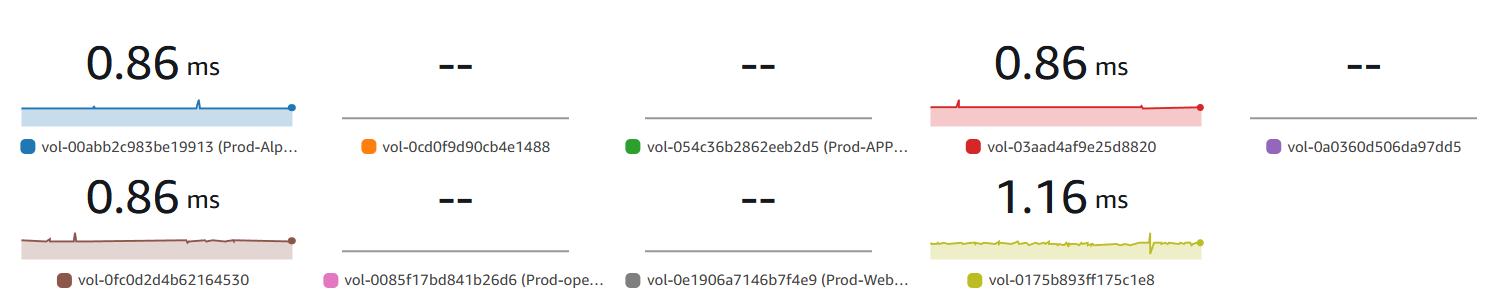 0.86 ms -- -- 0.86 ms --
vol-00abb2c983be19913 (Prod-Alp... vol-0cd0f9d90cb4e1488 vol-054c36b2862eeb2d5 (Prod-APP... vol-03aad4af9e25d8820 vol-0a0360d506da97dd5
0.86 ms -- -- 1.16 ms
vol-0fc0d2d4b62164530 vol-0085f17bd841b26d6 (Prod-ope... vol-0e1906a7146b7f4e9 (Prod-Web... vol-0175b893ff175c1e8